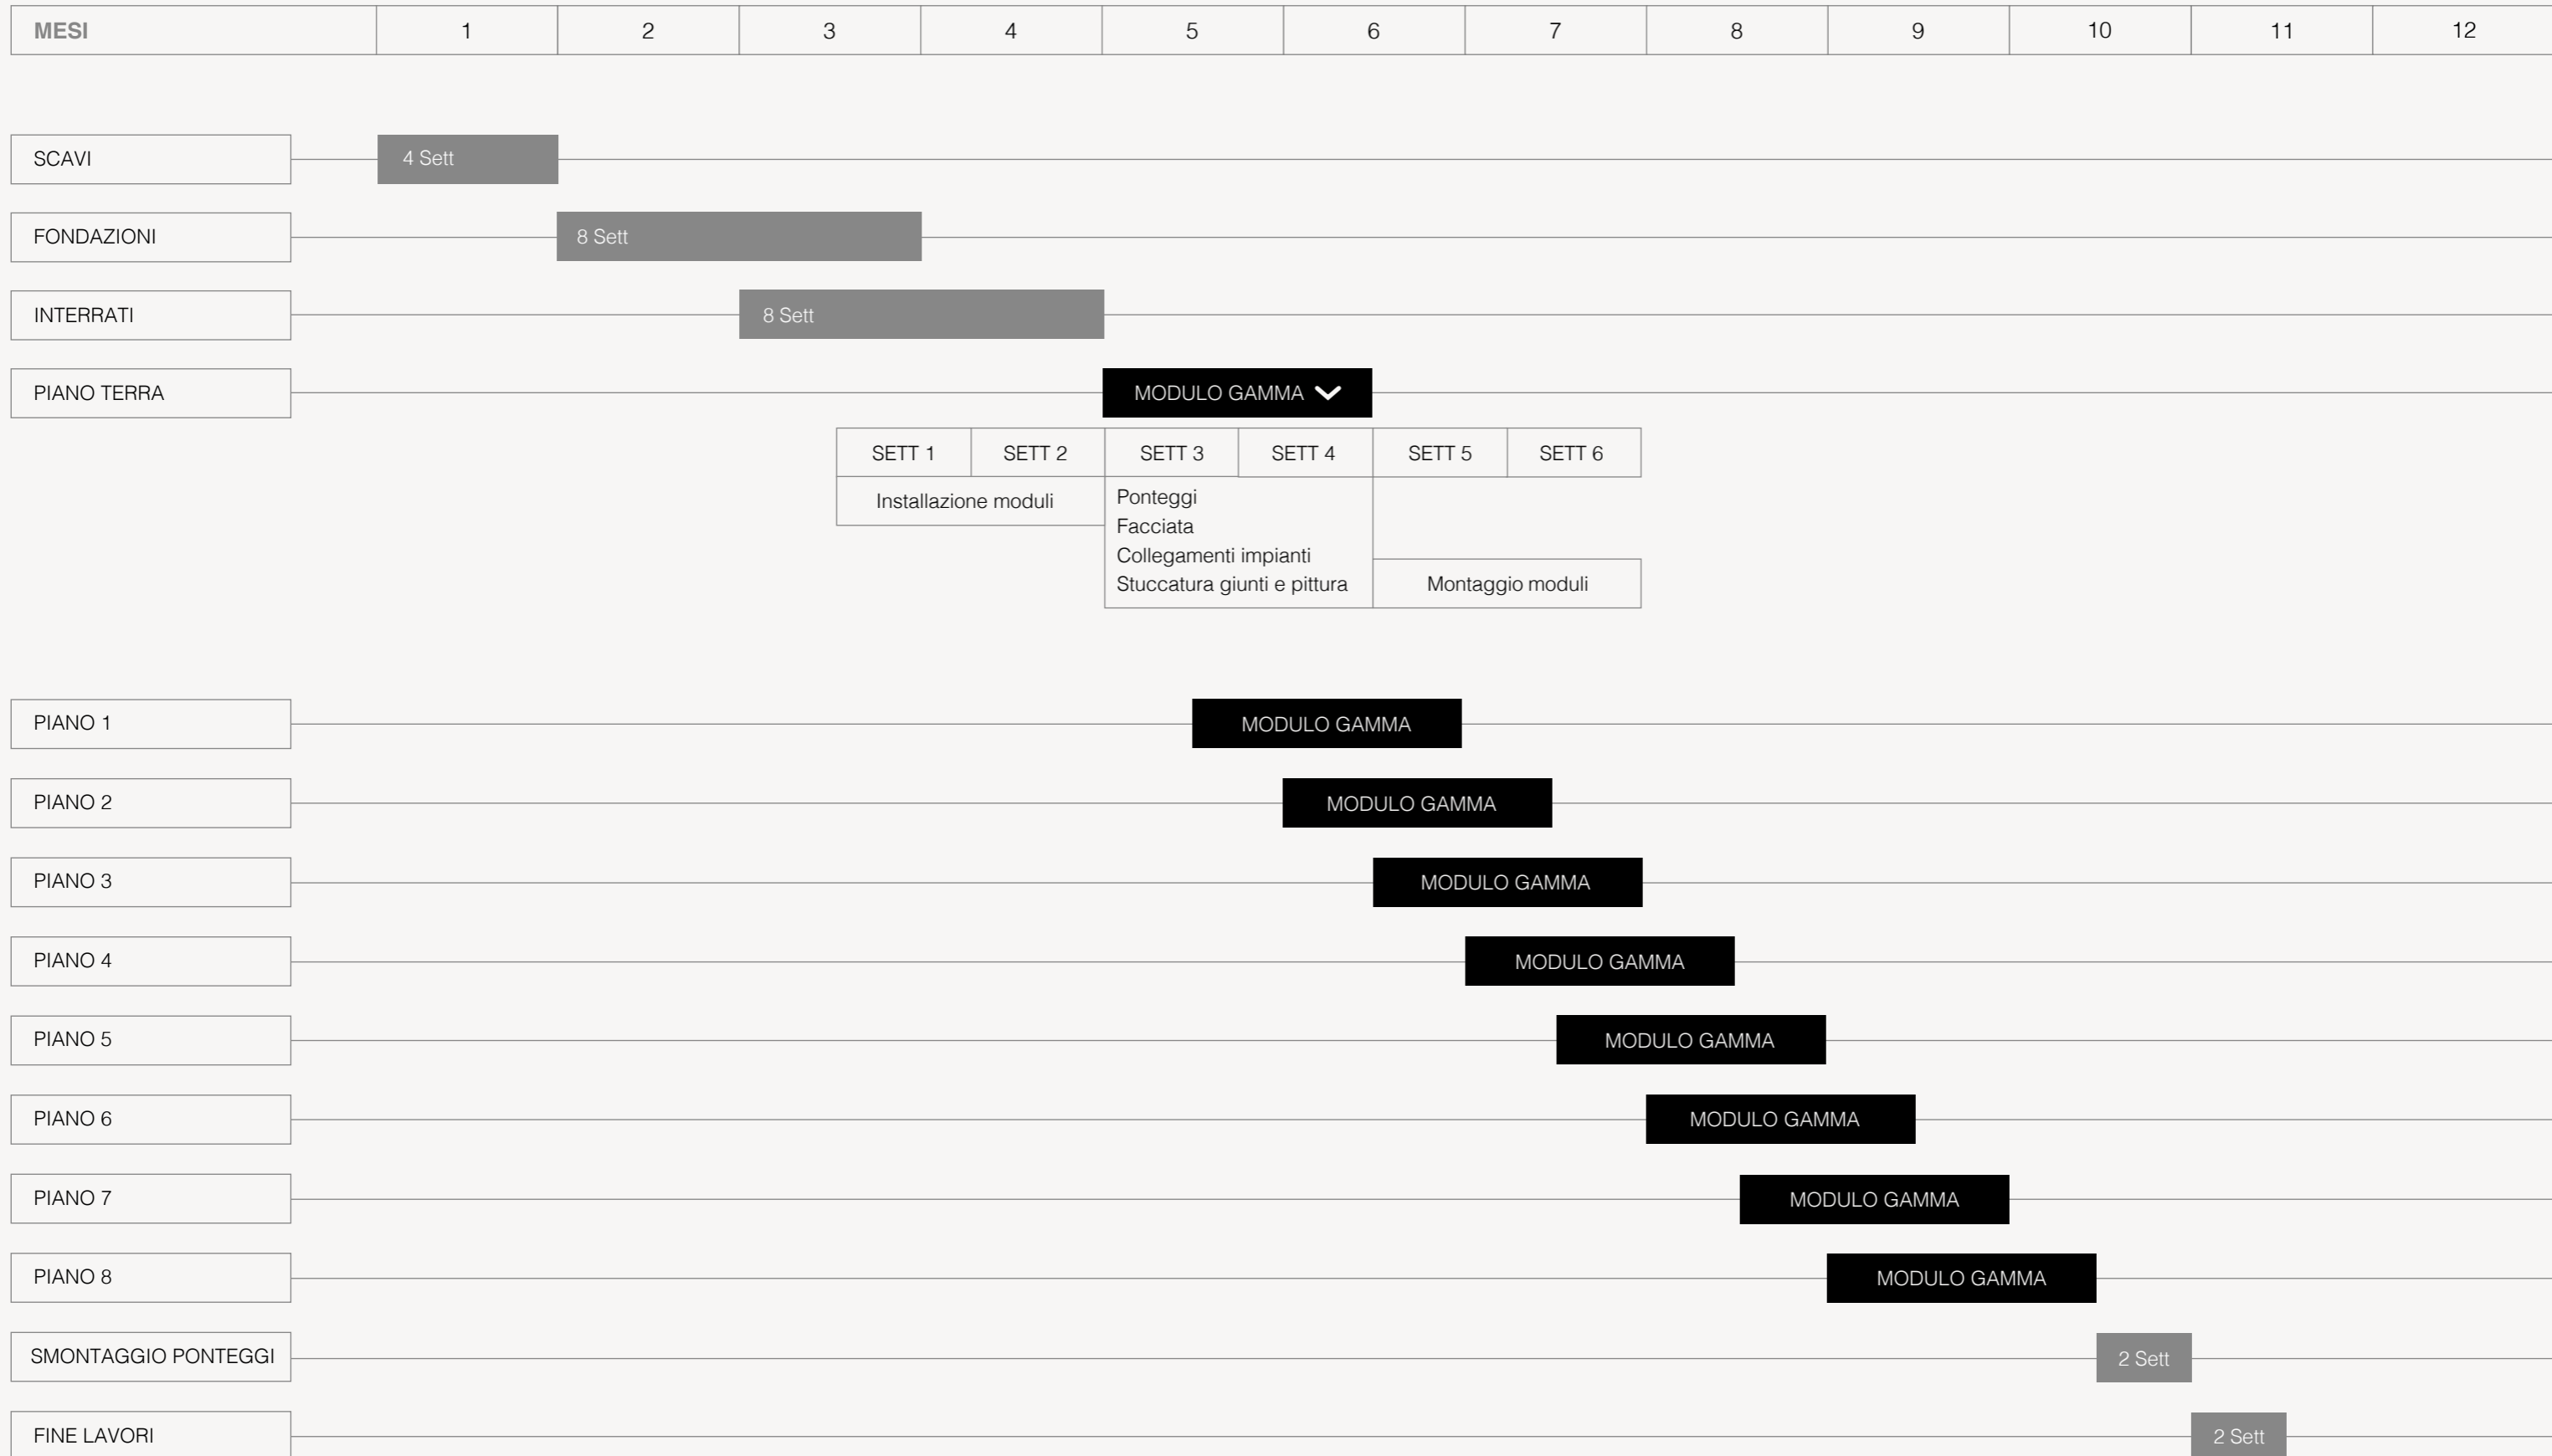 MESI 1 2 3 4 5 6 7 8 9 10 11 12
SCAVI 4 Sett
FONDAZIONI 8 Sett
INTERRATI 8 Sett
PIANO TERRA MODULO GAMMA
SETT 1 SETT 2 SETT 3 SETT 4 SETT 5 SETT 6
Installazione moduli
Ponteggi
Facciata
Collegamenti impianti
Stuccatura giunti e pittura
Montaggio moduli
PIANO 1 MODULO GAMMA
PIANO 2 MODULO GAMMA
PIANO 3 MODULO GAMMA
PIANO 4 MODULO GAMMA
PIANO 5 MODULO GAMMA
PIANO 6 MODULO GAMMA
PIANO 7 MODULO GAMMA
PIANO 8 MODULO GAMMA
SMONTAGGIO PONTEGGI 2 Sett
FINE LAVORI 2 Sett